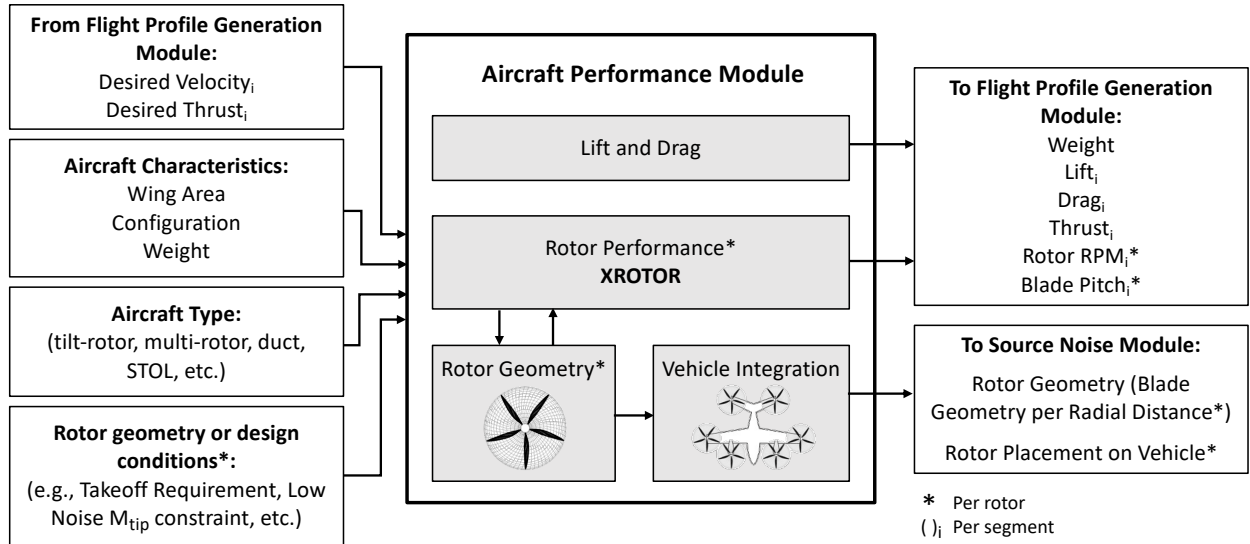 From Flight Profile Generation
Module:
Desired Velocityᵢ
Desired Thrustᵢ
Aircraft Characteristics:
Wing Area
Configuration
Weight
Aircraft Type:
(tilt-rotor, multi-rotor, duct,
STOL, etc.)
Rotor geometry or design
conditions*:
(e.g., Takeoff Requirement, Low
Noise M_tip constraint, etc.)
Aircraft Performance Module
Lift and Drag
Rotor Performance*
XROTOR
Rotor Geometry*
Vehicle Integration
To Flight Profile Generation
Module:
Weight
Liftᵢ
Dragᵢ
Thrustᵢ
Rotor RPMᵢ*
Blade Pitchᵢ*
To Source Noise Module:
Rotor Geometry (Blade
Geometry per Radial Distance*)
Rotor Placement on Vehicle*
* Per rotor
( )ᵢ Per segment